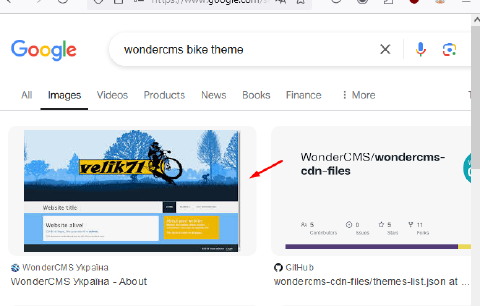 https://www.google.com/
Google
wondercms bike theme
All Images Videos Products News Books Finance More
velik71
Website title
Website alive!
WonderCMS/wondercms-cdn-files
5 Contributors
0 Issues
5 Stars
11 Forks
WonderCMS Україна
WonderCMS Україна - About
GitHub
wondercms-cdn-files/themes-list.json at ...